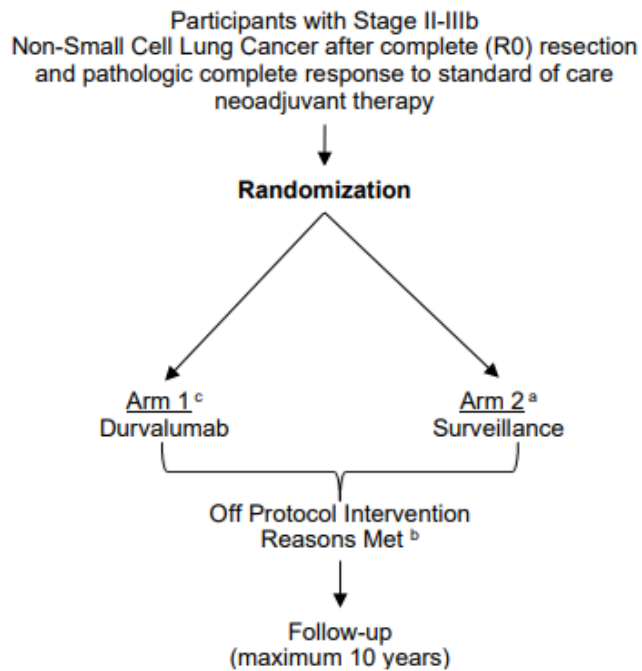 Participants with Stage II-IIIb
Non-Small Cell Lung Cancer after complete (R0) resection
and pathologic complete response to standard of care
neoadjuvant therapy
Randomization
Arm 1 c
Durvalumab
Arm 2 a
Surveillance
Off Protocol Intervention
Reasons Met b
Follow-up
(maximum 10 years)